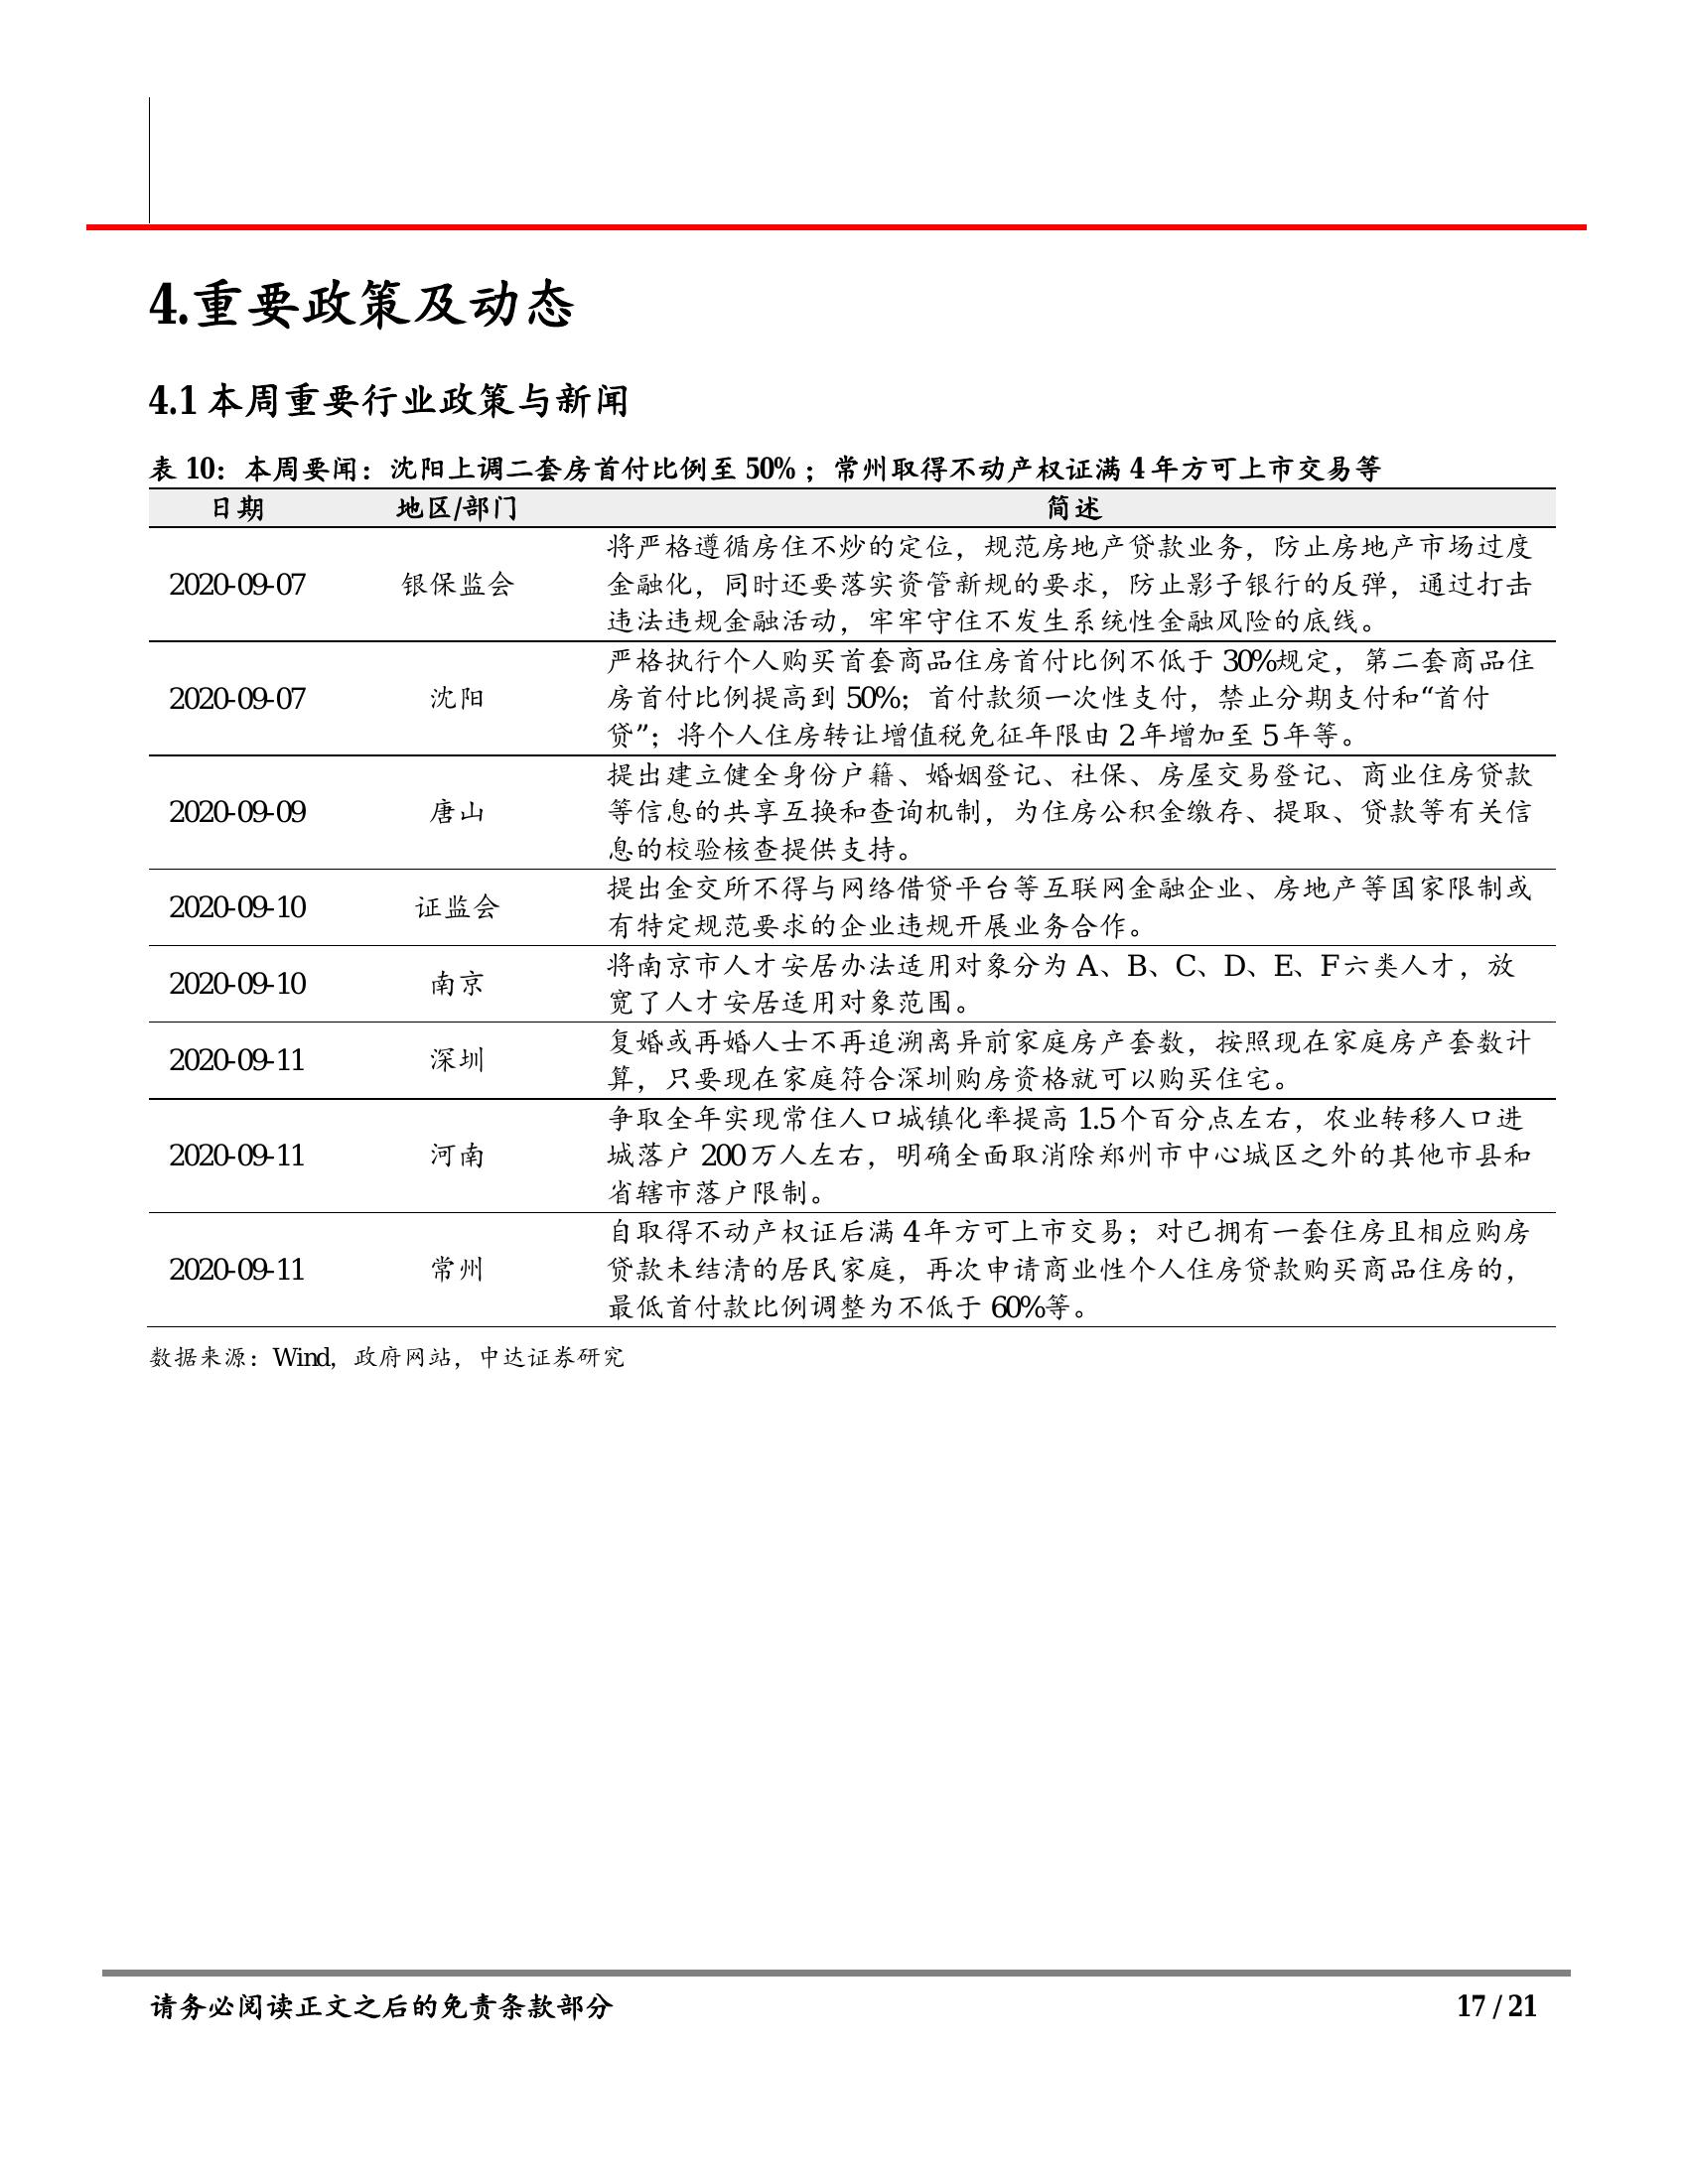 4.重要政策及动态
4.1 本周重要行业政策与新闻
表 10：本周要闻：沈阳上调二套房首付比例至 50%；常州取得不动产权证满 4 年方可上市交易等
日期 地区/部门 简述
2020-09-07 银保监会 将严格遵循房住不炒的定位，规范房地产贷款业务，防止房地产市场过度
金融化，同时还要落实资管新规的要求，防止影子银行的反弹，通过打击
违法违规金融活动，牢牢守住不发生系统性金融风险的底线。
2020-09-07 沈阳 严格执行个人购买首套商品住房首付比例不低于 30%规定，第二套商品住
房首付比例提高到 50%；首付款须一次性支付，禁止分期支付和“首付
贷”；将个人住房转让增值税免征年限由 2 年增加至 5 年等。
2020-09-09 唐山 提出建立健全身份户籍、婚姻登记、社保、房屋交易登记、商业住房贷款
等信息的共享互换和查询机制，为住房公积金缴存、提取、贷款等有关信
息的校验核查提供支持。
2020-09-10 证监会 提出金交所不得与网络借贷平台等互联网金融企业、房地产等国家限制或
有特定规范要求的企业违规开展业务合作。
2020-09-10 南京 将南京市人才安居办法适用对象分为 A、B、C、D、E、F 六类人才，放
宽了人才安居适用对象范围。
2020-09-11 深圳 复婚或再婚人士不再追溯离异前家庭房产套数，按照现在家庭房产套数计
算，只要现在家庭符合深圳购房资格就可以购买住宅。
2020-09-11 河南 争取全年实现常住人口城镇化率提高 1.5 个百分点左右，农业转移人口进
城落户 200 万人左右，明确全面取消除郑州市中心城区之外的其他市县和
省辖市落户限制。
2020-09-11 常州 自取得不动产权证后满 4 年方可上市交易；对已拥有一套住房且相应购房
贷款未结清的居民家庭，再次申请商业性个人住房贷款购买商品住房的，
最低首付款比例调整为不低于 60%等。
数据来源：Wind，政府网站，中达证券研究
请务必阅读正文之后的免责条款部分 17 / 21